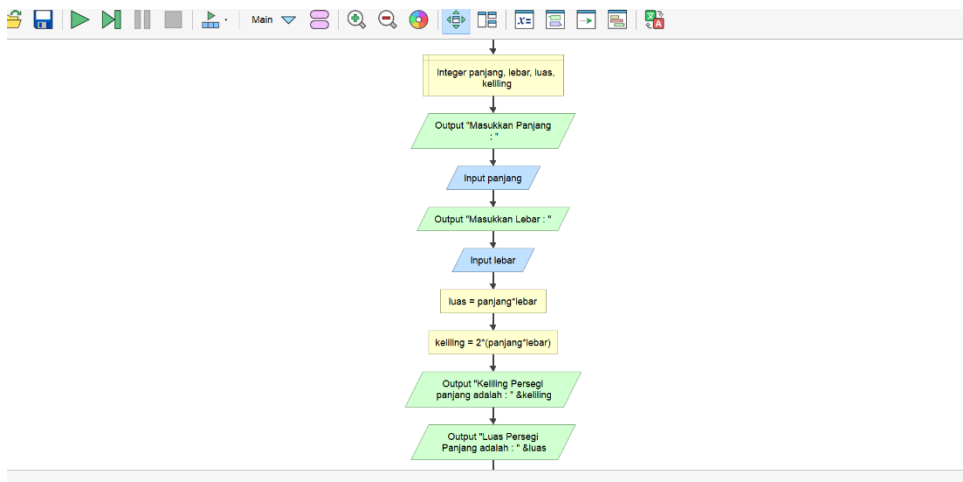 Main
Integer panjang, lebar, luas,
keliling
Output "Masukkan Panjang
: "
Input panjang
Output "Masukkan Lebar : "
Input lebar
luas = panjang*lebar
keliling = 2*(panjang*lebar)
Output "Keliling Persegi
panjang adalah : " &keliling
Output "Luas Persegi
Panjang adalah : " &luas